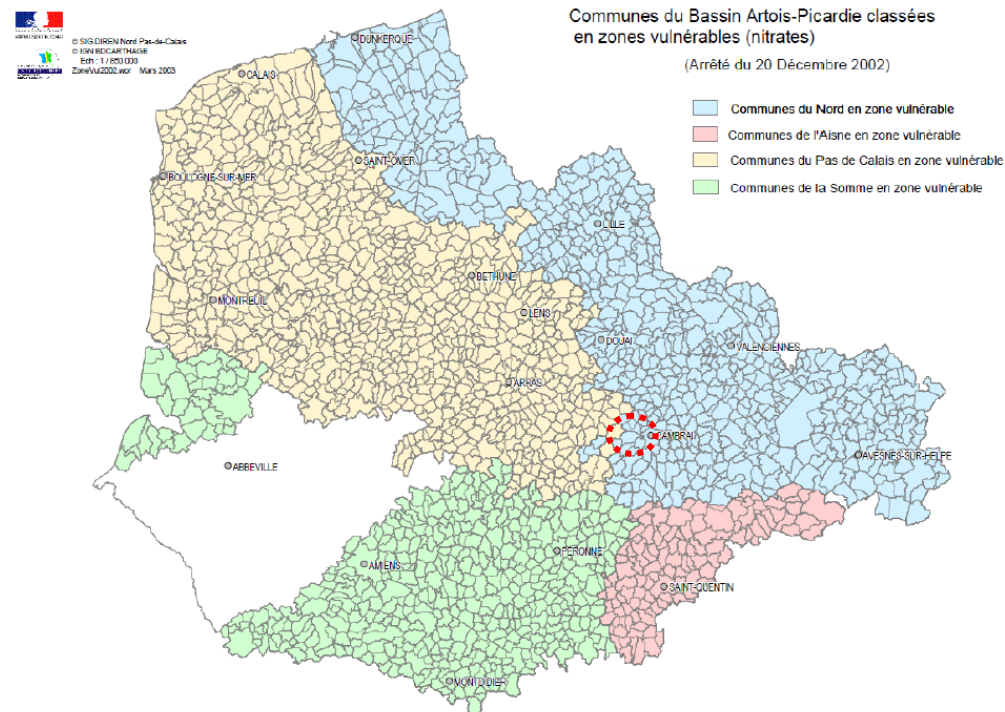 Communes du Bassin Artois-Picardie classées
en zones vulnérables (nitrates)
(Arrêté du 20 Décembre 2002)
© SIG DIREN Nord Pas-de-Calais
© IGN BDCARTHAGE
Ech : 1 / 850 000
ZoneVul2002.wor Mars 2003
Communes du Nord en zone vulnérable
Communes de l'Aisne en zone vulnérable
Communes du Pas de Calais en zone vulnérable
Communes de la Somme en zone vulnérable
DUNKERQUE
CALAIS
SAINT-OMER
BOULOGNE-SUR-MER
LILLE
BETHUNE
MONTREUIL
LENS
DOUAI
VALENCIENNES
ARRAS
CAMBRAI
AVESNES-SUR-HELPE
ABBEVILLE
PERONNE
AMIENS
SAINT-QUENTIN
MONTDIDIER